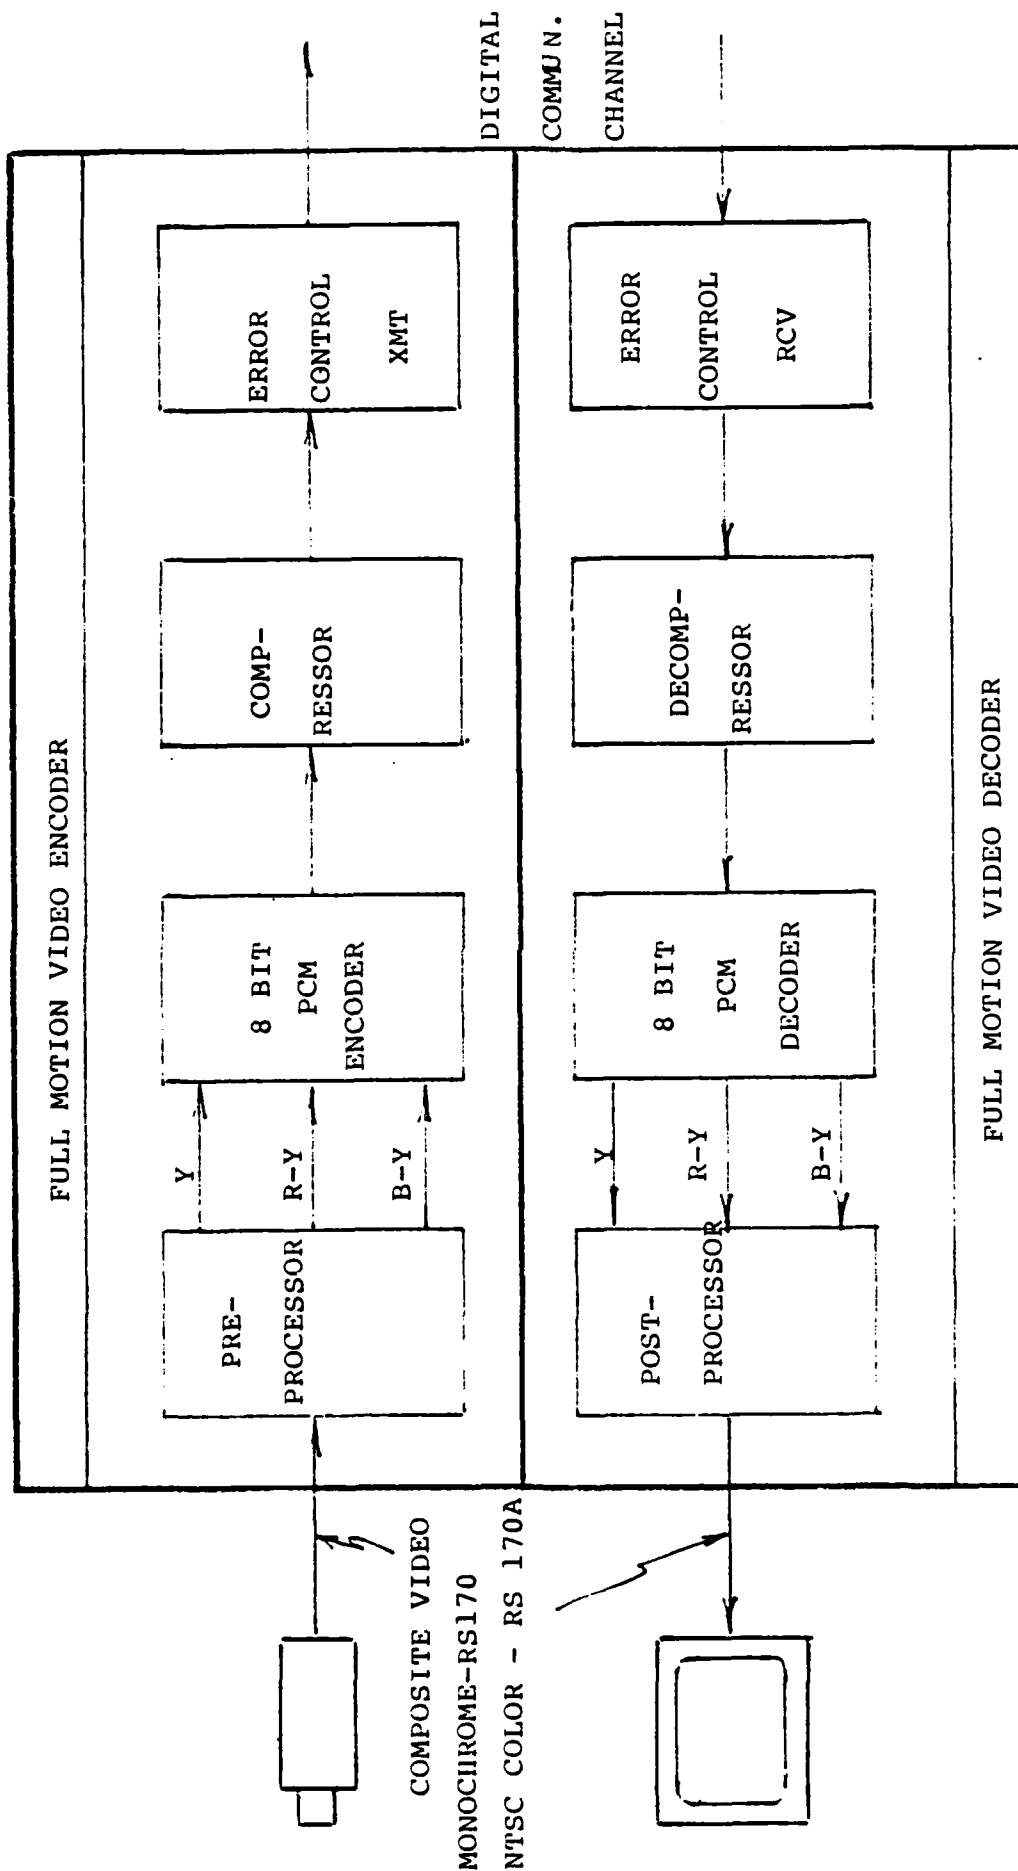 FULL MOTION VIDEO ENCODER
PRE-
PROCESSOR
Y
R-Y
B-Y
8 BIT
PCM
ENCODER
COMP-
RESSOR
ERROR
CONTROL
XMT
COMPOSITE VIDEO
MONOCHROME-RS170
NTSC COLOR - RS 170A
DIGITAL
COMMUN.
CHANNEL
POST-
PROCESSOR
Y
R-Y
B-Y
8 BIT
PCM
DECODER
DECOMP-
RESSOR
ERROR
CONTROL
RCV
FULL MOTION VIDEO DECODER